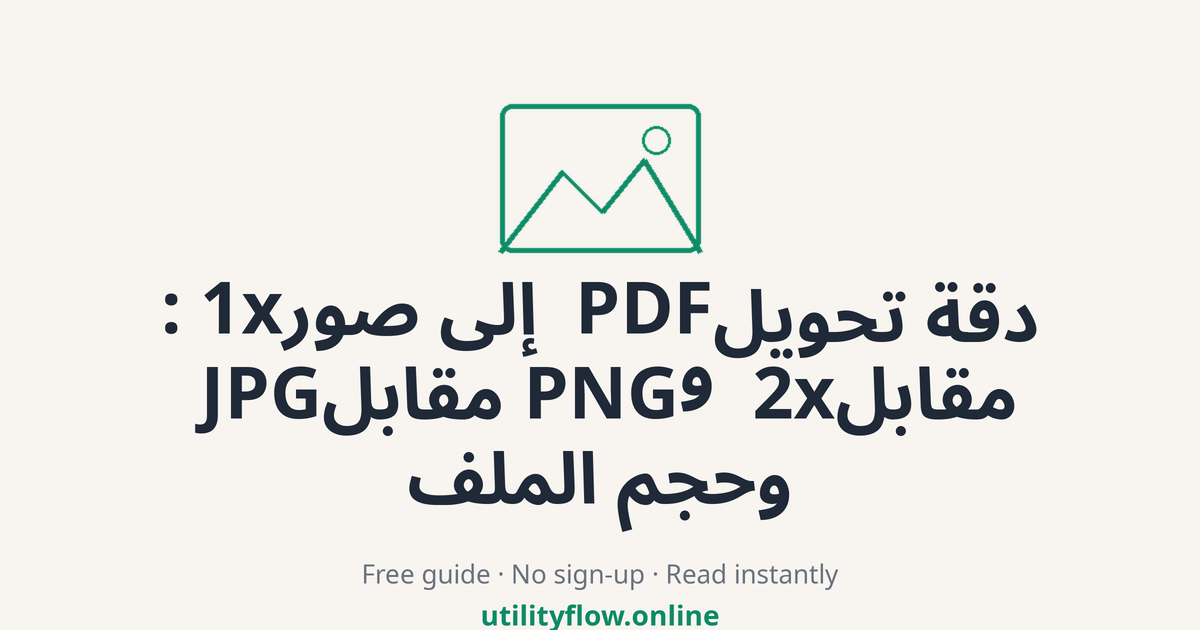 دقة تحويل PDF إلى صور 1x:
مقابل 2x وPNG مقابل JPG
وحجم الملف
Free guide · No sign-up · Read instantly
utilityflow.online